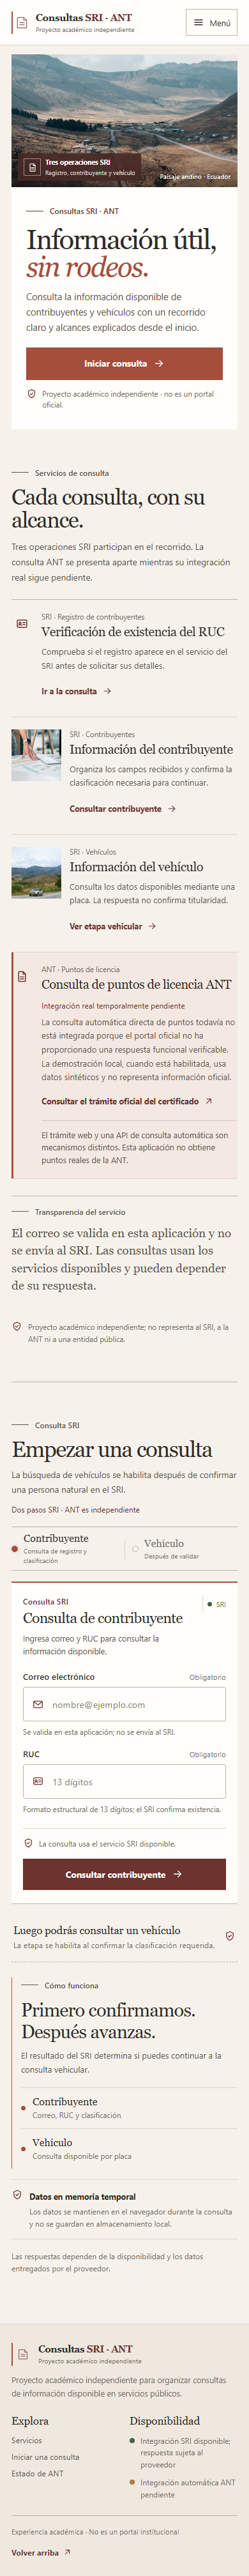 Consultas SRI · ANT
Proyecto académico independiente
Menú
Tres operaciones SRI
Registro, contribuyente y vehículo
Paisaje andino · Ecuador
Consultas SRI · ANT
Información útil,
sin rodeos.
Consulta la información disponible de
contribuyentes y vehículos con un recorrido
claro y alcances explicados desde el inicio.
Iniciar consulta
Proyecto académico independiente · no es un portal
oficial.
Servicios de consulta
Cada consulta, con su
alcance.
Tres operaciones SRI participan en el recorrido. La
consulta ANT se presenta aparte mientras su integración
real sigue pendiente.
SRI · Registro de contribuyentes
Verificación de existencia del RUC
Comprueba si el registro aparece en el servicio del
SRI antes de solicitar sus detalles.
Ir a la consulta
SRI · Contribuyentes
Información del contribuyente
Organiza los campos recibidos y confirma la
clasificación necesaria para continuar.
Consultar contribuyente
SRI · Vehículos
Información del vehículo
Consulta los datos disponibles mediante una
placa. La respuesta no confirma titularidad.
Ver etapa vehicular
ANT · Puntos de licencia
Consulta de puntos de licencia ANT
Integración real temporalmente pendiente
La consulta automática directa de puntos todavía no
está integrada porque el portal oficial no ha
proporcionado una respuesta funcional verificable.
La demostración local, cuando está habilitada, usa
datos sintéticos y no representa información oficial.
Consultar el trámite oficial del certificado
El trámite web y una API de consulta automática son
mecanismos distintos. Esta aplicación no obtiene
puntos reales de la ANT.
Transparencia del servicio
El correo se valida en esta aplicación y no
se envía al SRI. Las consultas usan los
servicios disponibles y pueden depender
de su respuesta.
Proyecto académico independiente; no representa al SRI, a la
ANT ni a una entidad pública.
Consulta SRI
Empezar una consulta
La búsqueda de vehículos se habilita después de confirmar
una persona natural en el SRI.
Dos pasos SRI · ANT es independiente
Contribuyente
Consulta de registro y
clasificación
Vehículo
Después de validar
Consulta SRI
SRI
Consulta de contribuyente
Ingresa correo y RUC para consultar la
información disponible.
Correo electrónico
Obligatorio
nombre@ejemplo.com
Se valida en esta aplicación; no se envía al SRI.
RUC
Obligatorio
13 dígitos
Formato estructural de 13 dígitos; el SRI confirma existencia.
La consulta usa el servicio SRI disponible.
Consultar contribuyente
Luego podrás consultar un vehículo
La etapa se habilita al confirmar la clasificación requerida.
Cómo funciona
Primero confirmamos.
Después avanzas.
El resultado del SRI determina si puedes continuar a la
consulta vehicular.
Contribuyente
Correo, RUC y clasificación
Vehículo
Consulta disponible por placa
Datos en memoria temporal
Los datos se mantienen en el navegador durante la consulta
y no se guardan en almacenamiento local.
Las respuestas dependen de la disponibilidad y los datos
entregados por el proveedor.
Consultas SRI · ANT
Proyecto académico independiente
Proyecto académico independiente para organizar consultas
de información disponible en servicios públicos.
Explora
Servicios
Iniciar una consulta
Estado de ANT
Disponibilidad
Integración SRI disponible;
respuesta sujeta al
proveedor
Integración automática ANT
pendiente
Experiencia académica · No es un portal institucional
Volver arriba